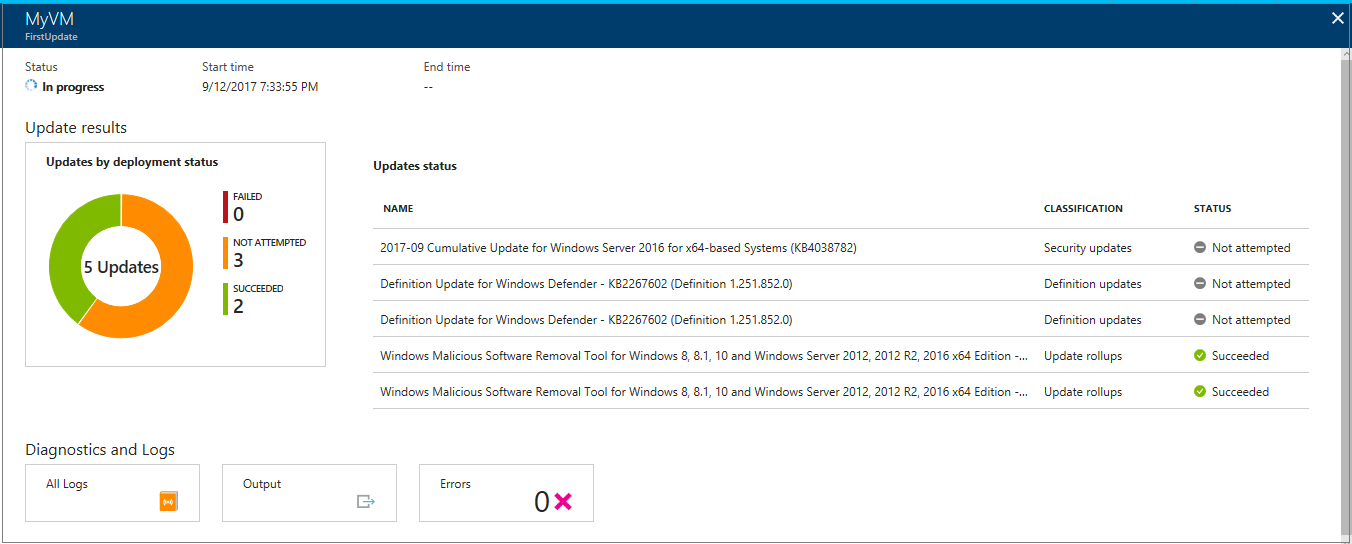 MyVM
FirstUpdate
Status Start time End time
In progress 9/12/2017 7:33:55 PM --
Update results
Updates by deployment status
FAILED
0
NOT ATTEMPTED
3
SUCCEEDED
2
5 Updates
Updates status
NAME CLASSIFICATION STATUS
2017-09 Cumulative Update for Windows Server 2016 for x64-based Systems (KB4038782) Security updates Not attempted
Definition Update for Windows Defender - KB2267602 (Definition 1.251.852.0) Definition updates Not attempted
Definition Update for Windows Defender - KB2267602 (Definition 1.251.852.0) Definition updates Not attempted
Windows Malicious Software Removal Tool for Windows 8, 8.1, 10 and Windows Server 2012, 2012 R2, 2016 x64 Edition -... Update rollups Succeeded
Windows Malicious Software Removal Tool for Windows 8, 8.1, 10 and Windows Server 2012, 2012 R2, 2016 x64 Edition -... Update rollups Succeeded
Diagnostics and Logs
All Logs Output Errors
0